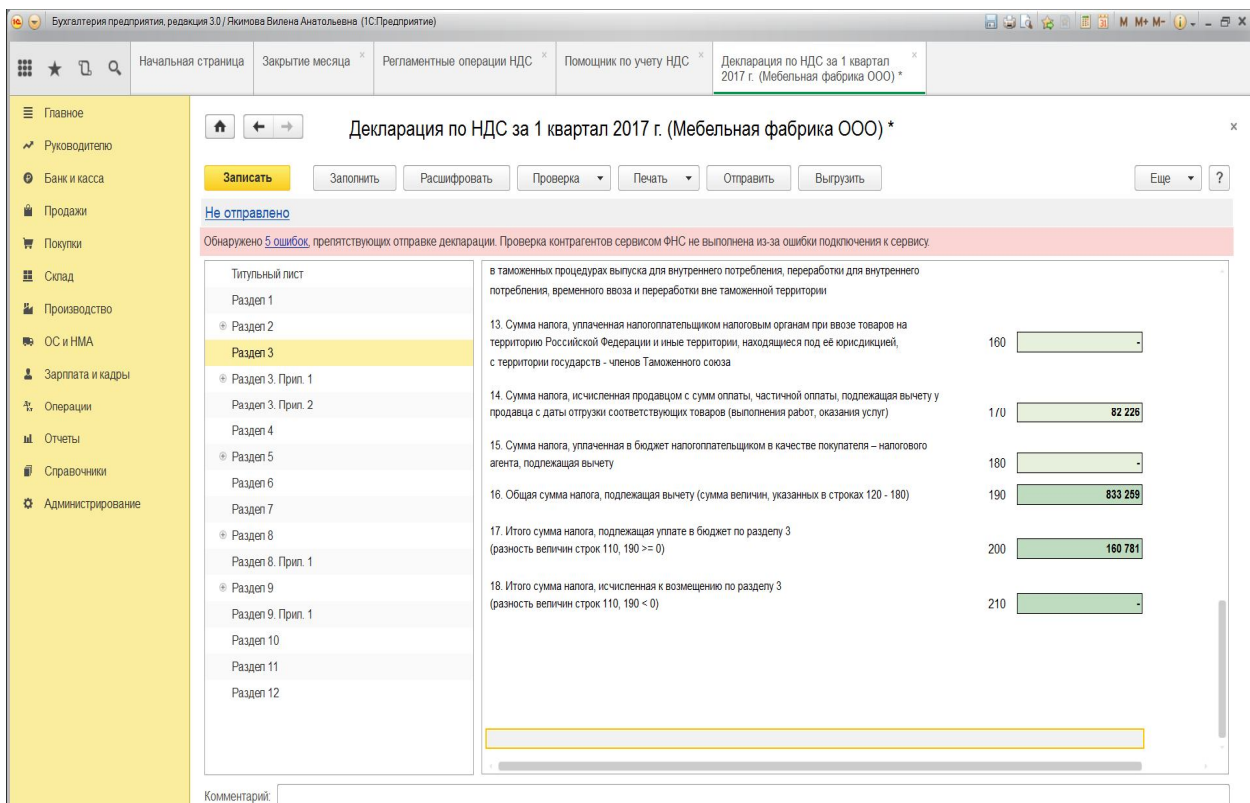 Бухгалтерия предприятия, редакция 3.0 / Якимова Вилена Анатольевна (1С:Предприятие)
M M+ M-
Начальная страница
Закрытие месяца
Регламентные операции НДС
Помощник по учету НДС
Декларация по НДС за 1 квартал
2017 г. (Мебельная фабрика ООО) *
Главное
Руководителю
Банк и касса
Продажи
Покупки
Склад
Производство
ОС и НМА
Зарплата и кадры
Операции
Отчеты
Справочники
Администрирование
Декларация по НДС за 1 квартал 2017 г. (Мебельная фабрика ООО) *
Записать
Заполнить
Расшифровать
Проверка
Печать
Отправить
Выгрузить
Еще
?
Не отправлено
Обнаружено 5 ошибок, препятствующих отправке декларации. Проверка контрагентов сервисом ФНС не выполнена из-за ошибки подключения к сервису.
Титульный лист
Раздел 1
Раздел 2
Раздел 3
Раздел 3. Прил. 1
Раздел 3. Прил. 2
Раздел 4
Раздел 5
Раздел 6
Раздел 7
Раздел 8
Раздел 8. Прил. 1
Раздел 9
Раздел 9. Прил. 1
Раздел 10
Раздел 11
Раздел 12
в таможенных процедурах выпуска для внутреннего потребления, переработки для внутреннего
потребления, временного ввоза и переработки вне таможенной территории
13. Сумма налога, уплаченная налогоплательщиком налоговым органам при ввозе товаров на
территорию Российской Федерации и иные территории, находящиеся под её юрисдикцией,
с территории государств - членов Таможенного союза
160 -
14. Сумма налога, исчисленная продавцом с сумм оплаты, частичной оплаты, подлежащая вычету у
продавца с даты отгрузки соответствующих товаров (выполнения работ, оказания услуг)
170 82 226
15. Сумма налога, уплаченная в бюджет налогоплательщиком в качестве покупателя – налогового
агента, подлежащая вычету
180 -
16. Общая сумма налога, подлежащая вычету (сумма величин, указанных в строках 120 - 180)
190 833 259
17. Итого сумма налога, подлежащая уплате в бюджет по разделу 3
(разность величин строк 110, 190 >= 0)
200 160 781
18. Итого сумма налога, исчисленная к возмещению по разделу 3
(разность величин строк 110, 190 < 0)
210 -
Комментарий: